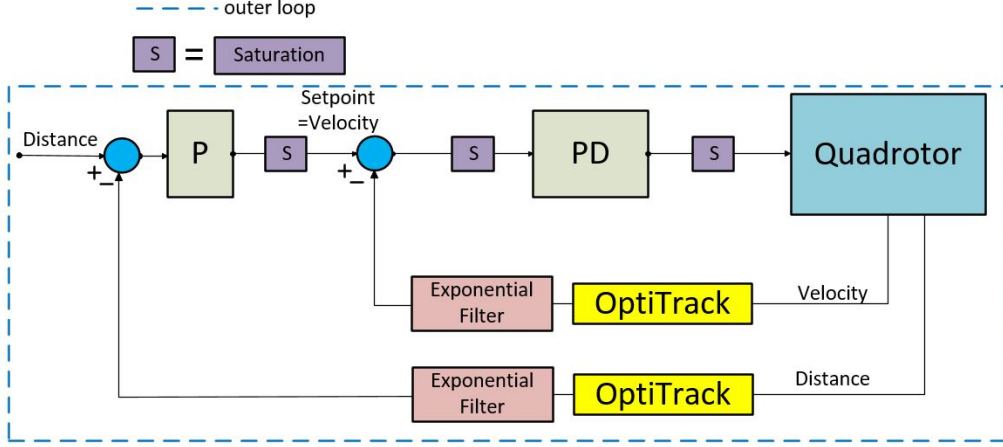 outer loop
S = Saturation
Setpoint
=Velocity
Distance
+
−
P
S
+
−
S
PD
S
Quadrotor
Exponential
Filter
OptiTrack
Velocity
Exponential
Filter
OptiTrack
Distance